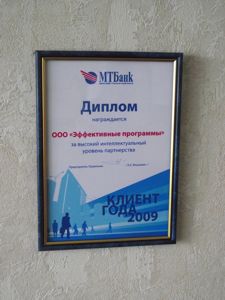 МТБанк
Диплом
награждается
ООО «Эффективные программы»
за высокий интеллектуальный
уровень партнерства
КЛИЕНТ
ГОДА
2009